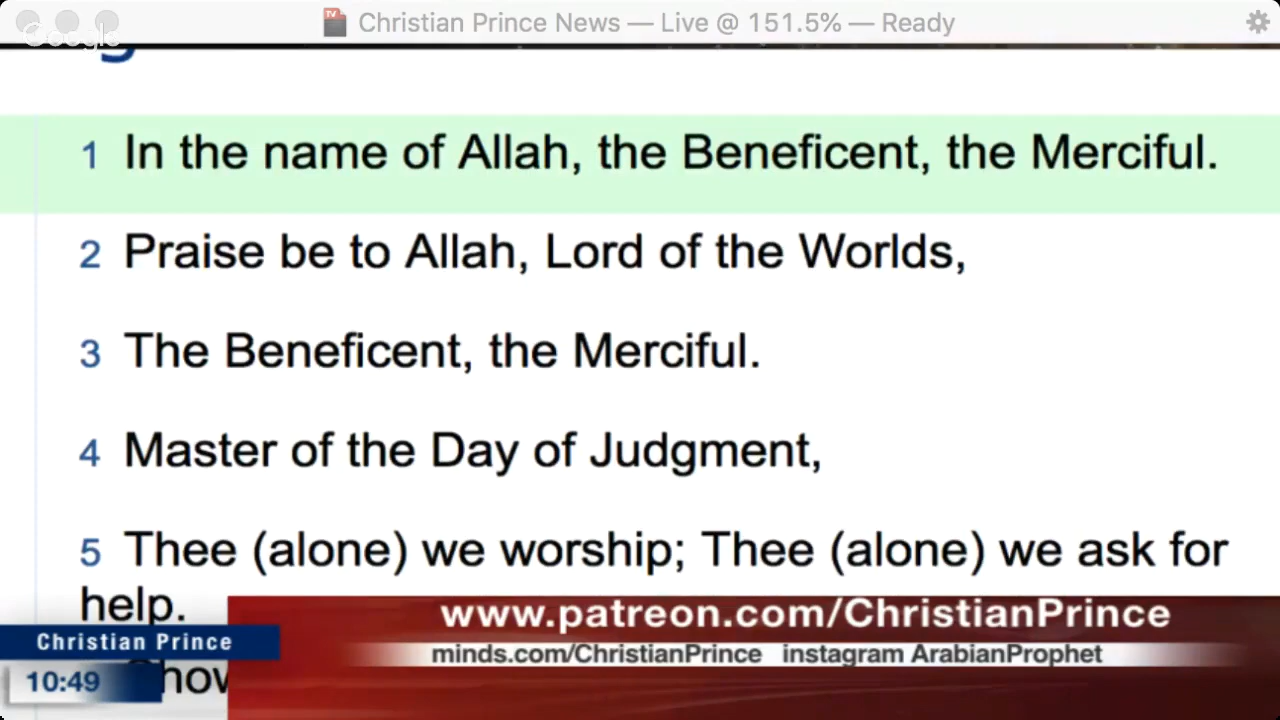 Christian Prince News — Live @ 151.5% — Ready
Google
1 In the name of Allah, the Beneficent, the Merciful.
2 Praise be to Allah, Lord of the Worlds,
3 The Beneficent, the Merciful.
4 Master of the Day of Judgment,
5 Thee (alone) we worship; Thee (alone) we ask for
help.
www.patreon.com/ChristianPrince
Christian Prince
minds.com/ChristianPrince instagram ArabianProphet
10:49